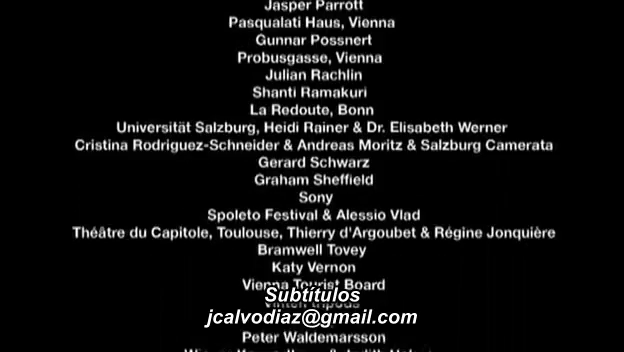 Jasper Parrott
Pasqualati Haus, Vienna
Gunnar Possnert
Probusgasse, Vienna
Julian Rachlin
Shanti Ramakuri
La Redoute, Bonn
Universität Salzburg, Heidi Rainer & Dr. Elisabeth Werner
Cristina Rodriguez-Schneider & Andreas Moritz & Salzburg Camerata
Gerard Schwarz
Graham Sheffield
Sony
Spoleto Festival & Alessio Vlad
Théâtre du Capitole, Toulouse, Thierry d'Argoubet & Régine Jonquière
Bramwell Tovey
Katy Vernon
Vienna Tourist Board
Subtítulos
jcalvodiaz@gmail.com
Peter Waldemarsson